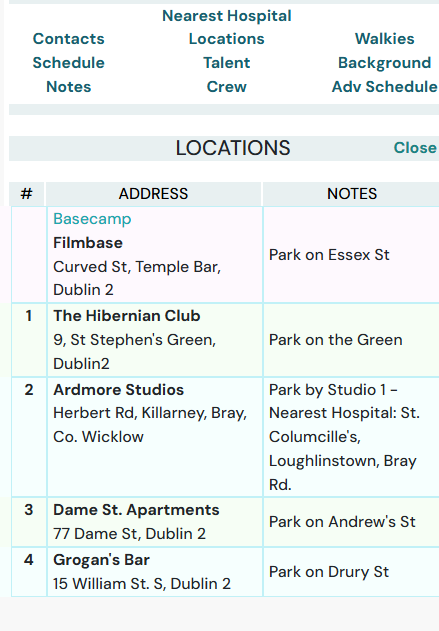 Nearest Hospital
Contacts Locations Walkies
Schedule Talent Background
Notes Crew Adv Schedule
LOCATIONS Close
# ADDRESS NOTES
Basecamp
Filmbase
Curved St, Temple Bar,
Dublin 2
Park on Essex St
1 The Hibernian Club
9, St Stephen's Green,
Dublin2
Park on the Green
2 Ardmore Studios
Herbert Rd, Killarney, Bray,
Co. Wicklow
Park by Studio 1 -
Nearest Hospital: St.
Columcille's,
Loughlinstown, Bray
Rd.
3 Dame St. Apartments
77 Dame St, Dublin 2
Park on Andrew's St
4 Grogan's Bar
15 William St. S, Dublin 2
Park on Drury St